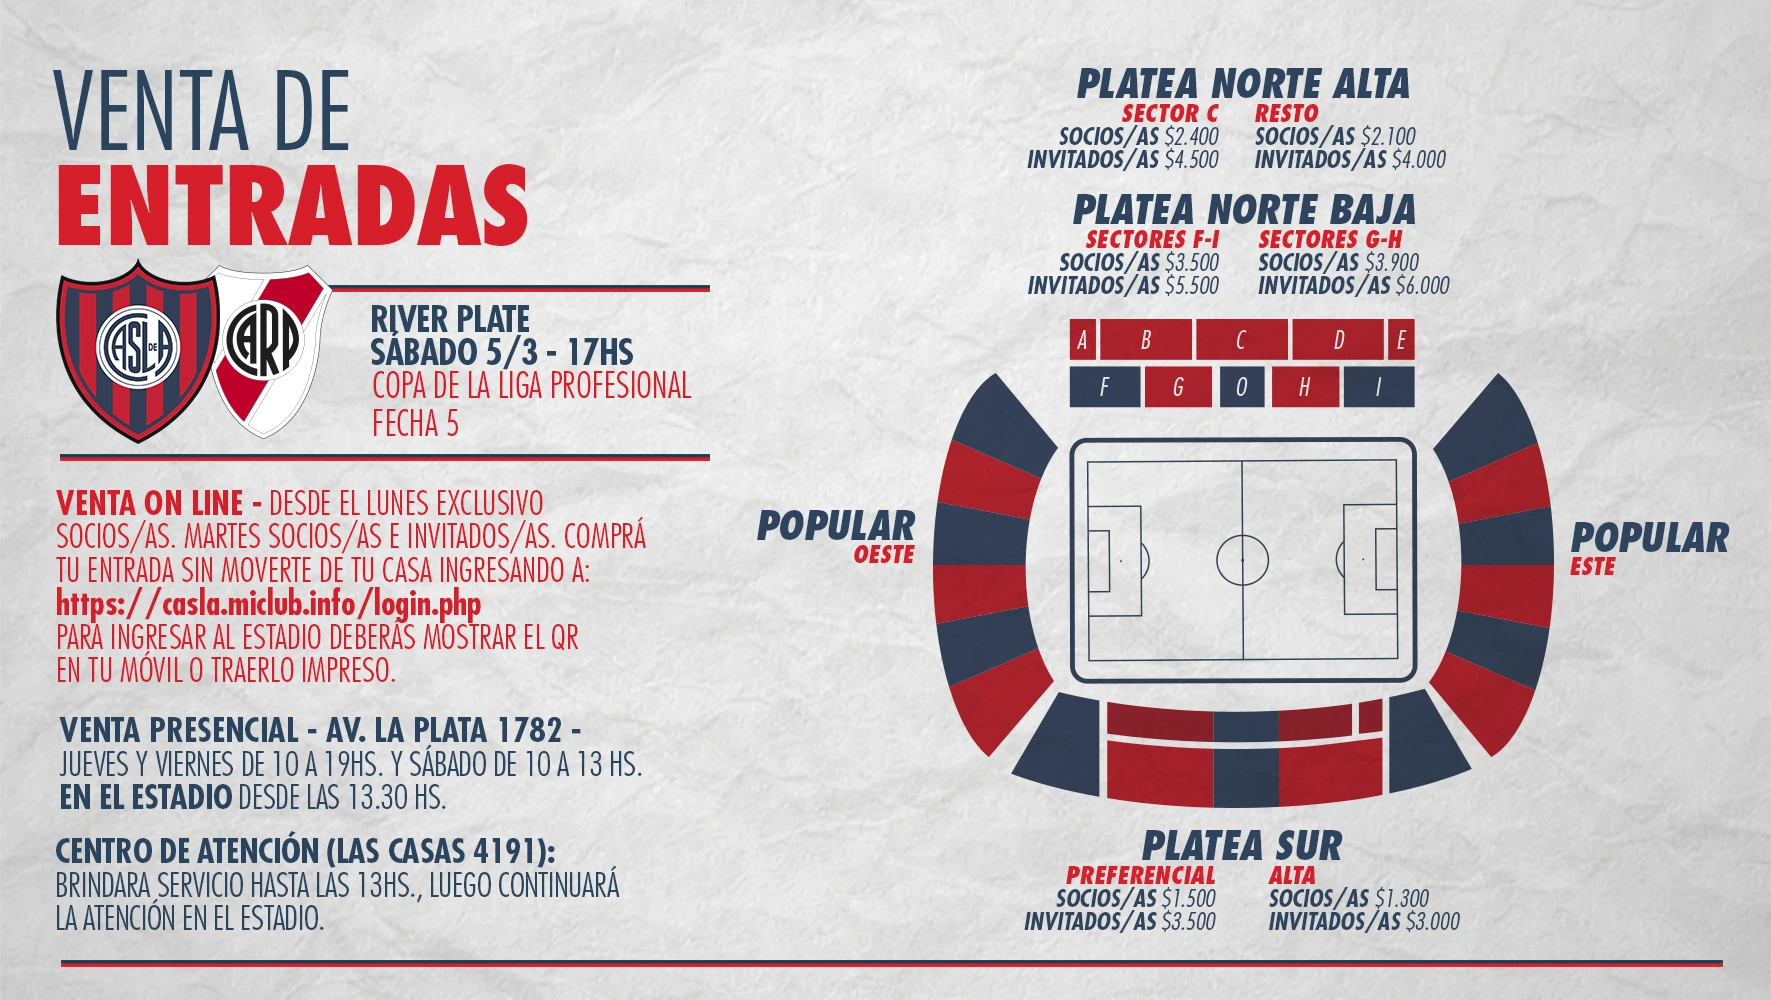 VENTA DE
ENTRADAS
CASLA
DE
CARP
RIVER PLATE
SÁBADO 5/3 - 17HS
COPA DE LA LIGA PROFESIONAL
FECHA 5
VENTA ON LINE - DESDE EL LUNES EXCLUSIVO
SOCIOS/AS. MARTES SOCIOS/AS E INVITADOS/AS. COMPRÁ
TU ENTRADA SIN MOVERTE DE TU CASA INGRESANDO A:
https://casla.miclub.info/login.php
PARA INGRESAR AL ESTADIO DEBERÁS MOSTRAR EL QR
EN TU MÓVIL O TRAERLO IMPRESO.
VENTA PRESENCIAL - AV. LA PLATA 1782 -
JUEVES Y VIERNES DE 10 A 19HS. Y SÁBADO DE 10 A 13 HS.
EN EL ESTADIO DESDE LAS 13.30 HS.
CENTRO DE ATENCIÓN (LAS CASAS 4191):
BRINDARA SERVICIO HASTA LAS 13HS., LUEGO CONTINUARÁ
LA ATENCIÓN EN EL ESTADIO.
PLATEA NORTE ALTA
SECTOR C RESTO
SOCIOS/AS $2.400 SOCIOS/AS $2.100
INVITADOS/AS $4.500 INVITADOS/AS $4.000
PLATEA NORTE BAJA
SECTORES F-I SECTORES G-H
SOCIOS/AS $3.500 SOCIOS/AS $3.900
INVITADOS/AS $5.500 INVITADOS/AS $6.000
A B C D E
F G O H I
POPULAR
OESTE
POPULAR
ESTE
PLATEA SUR
PREFERENCIAL ALTA
SOCIOS/AS $1.500 SOCIOS/AS $1.300
INVITADOS/AS $3.500 INVITADOS/AS $3.000